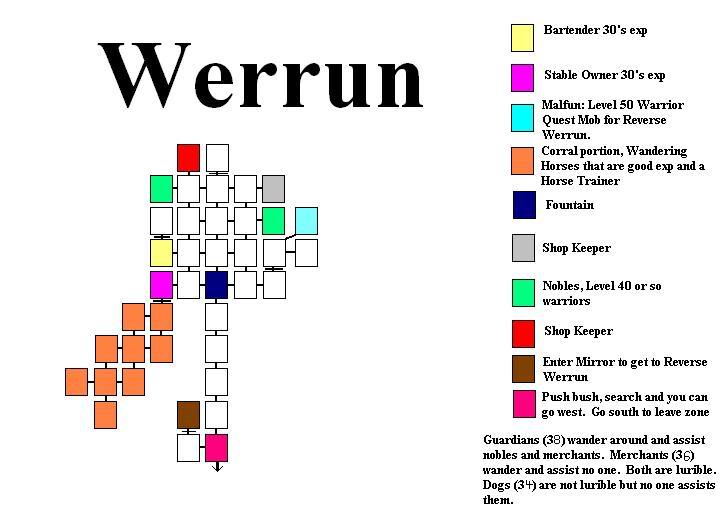 Werrun
Bartender 30's exp
Stable Owner 30's exp
Malfun: Level 50 Warrior
Quest Mob for Reverse
Werrun.
Corral portion, Wandering
Horses that are good exp and a
Horse Trainer
Fountain
Shop Keeper
Nobles, Level 40 or so
warriors
Shop Keeper
Enter Mirror to get to Reverse
Werrun
Push bush, search and you can
go west.  Go south to leave zone
Guardians (38) wander around and assist
nobles and merchants.  Merchants (36)
wander and assist no one.  Both are lurible.
Dogs (34) are not lurible but no one assists
them.